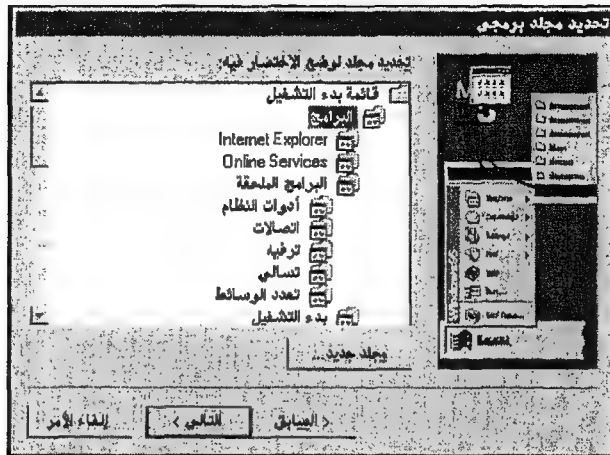 تحديد مجلد برمجي
تحديد مجلد لوضع الاختصار فيه:
قائمة بدء التشغيل
البرامج
Internet Explorer
Online Services
البرامج الملحقة
أدوات النظام
اتصالات
ترفيه
تسالي
تعدد الوسائط
بدء التشغيل
مجلد جديد...
< السابق
التالي >
إلغاء الأمر